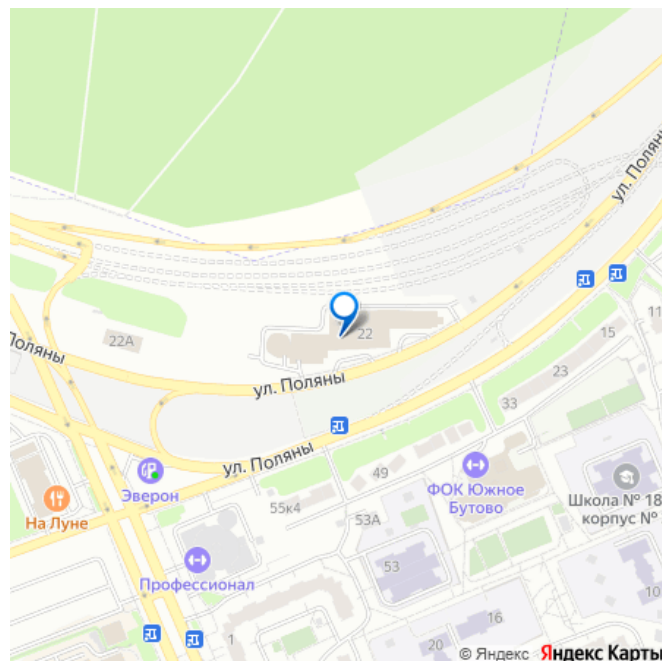 ул. Поляны
22
22А
Поляны
ул. Поляны
15
11
23
33
ул. Поляны
49
Эверон
ФОК Южное
Бутово
На Луне
55к4
53А
Школа № 18
корпус №
Профессионал
53
10
16
1
20
© Яндекс Яндекс Карты